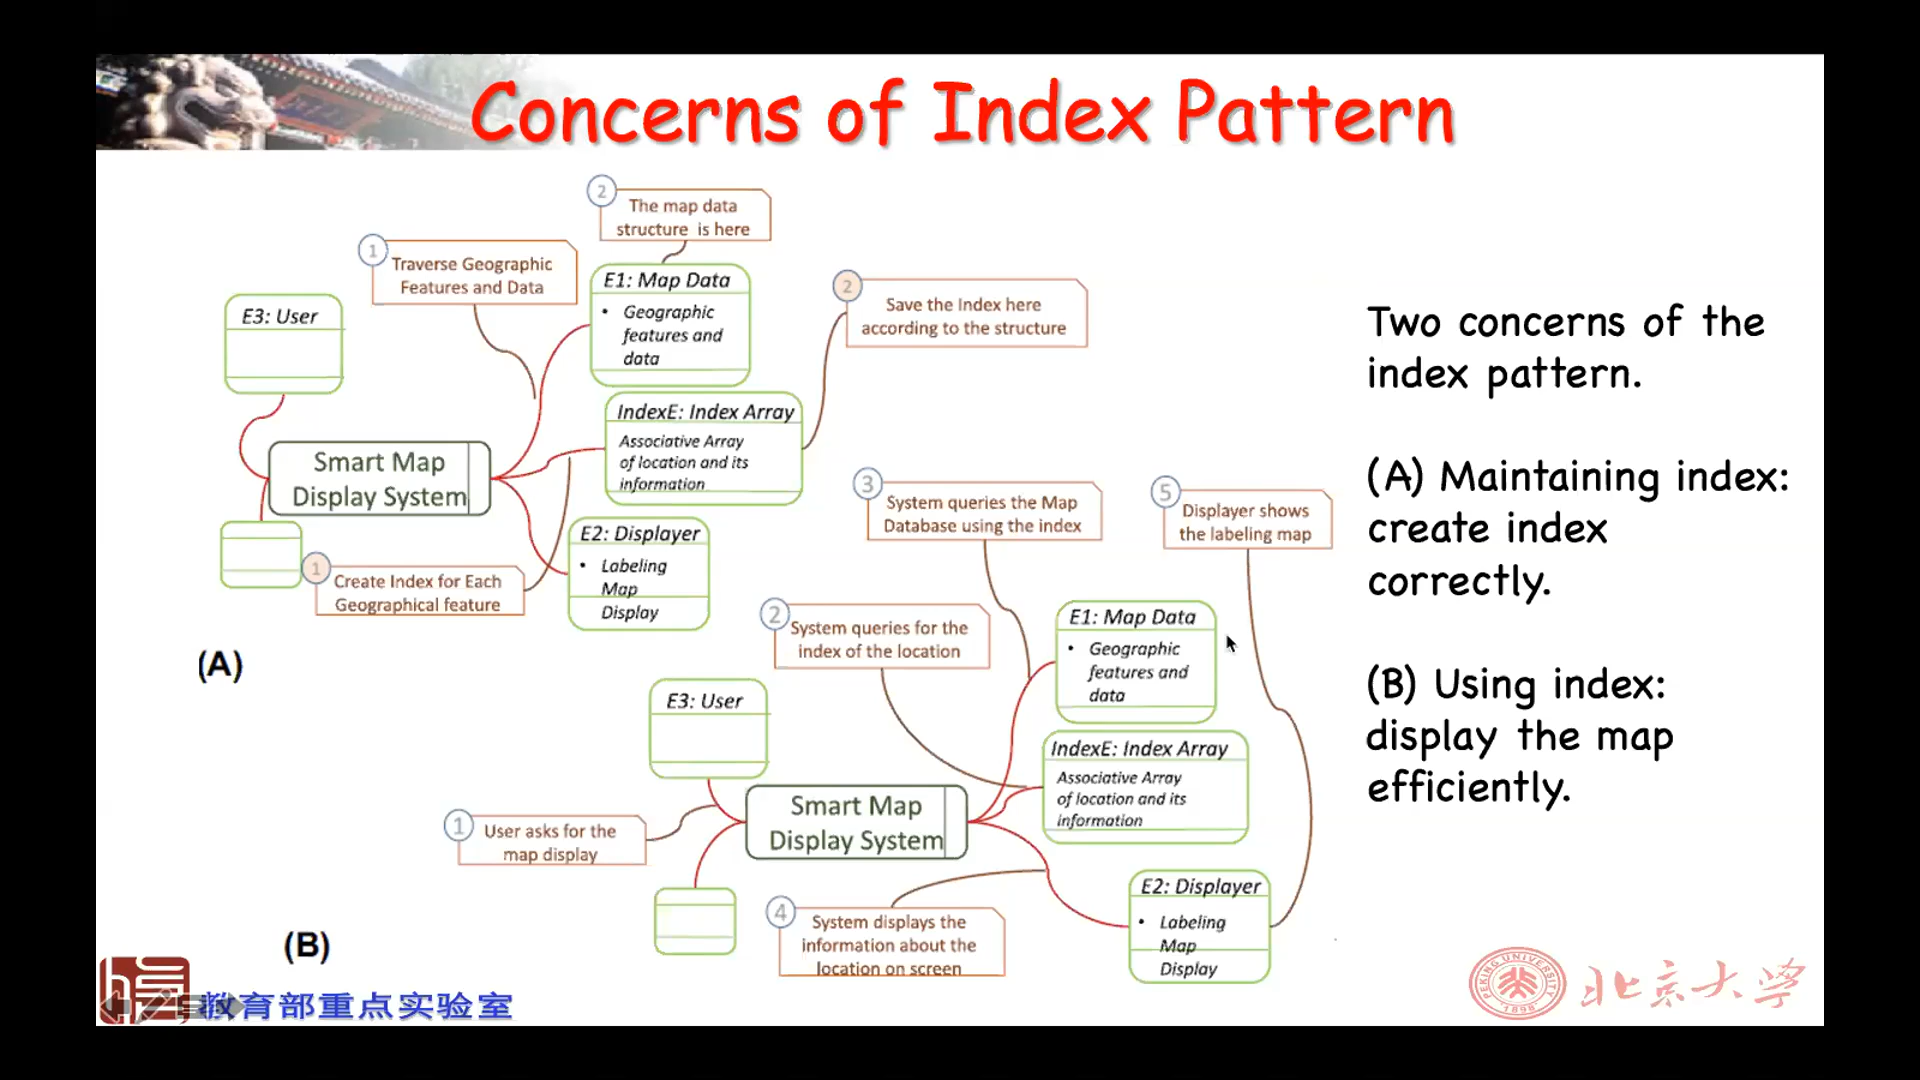 Concerns of Index Pattern
2
The map data
structure is here
1
Traverse Geographic
Features and Data
E3: User
E1: Map Data
• Geographic
features and
data
2
Save the Index here
according to the structure
IndexE: Index Array
Associative Array
of location and its
information
Smart Map
Display System
E2: Displayer
• Labeling
Map
Display
1
Create Index for Each
Geographical feature
(A)
3
System queries the Map
Database using the index
5
Displayer shows
the labeling map
2
System queries for the
index of the location
E1: Map Data
• Geographic
features and
data
E3: User
IndexE: Index Array
Associative Array
of location and its
information
Smart Map
Display System
1
User asks for the
map display
E2: Displayer
• Labeling
Map
Display
4
System displays the
information about the
location on screen
(B)
Two concerns of the
index pattern.
(A) Maintaining index:
create index
correctly.
(B) Using index:
display the map
efficiently.
教育部重点实验室
PEKING UNIVERSITY
1898
北京大学